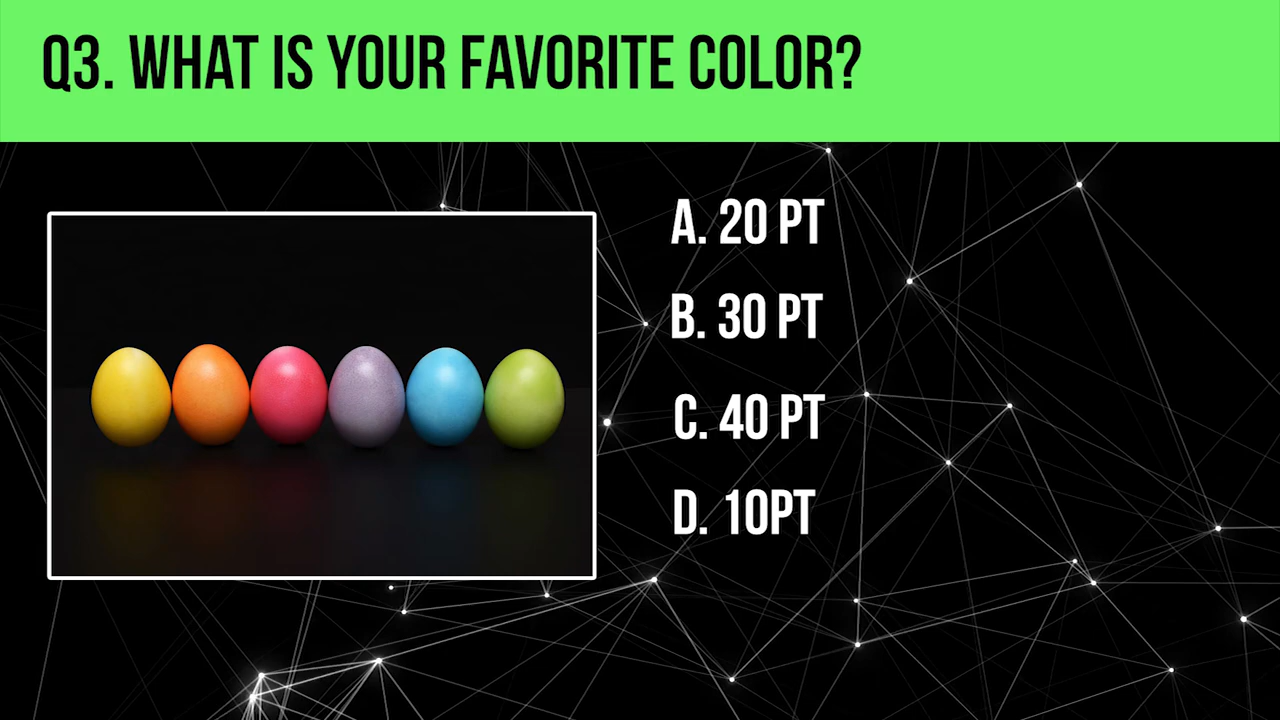 Q3. WHAT IS YOUR FAVORITE COLOR?
A. 20 PT
B. 30 PT
C. 40 PT
D. 10PT